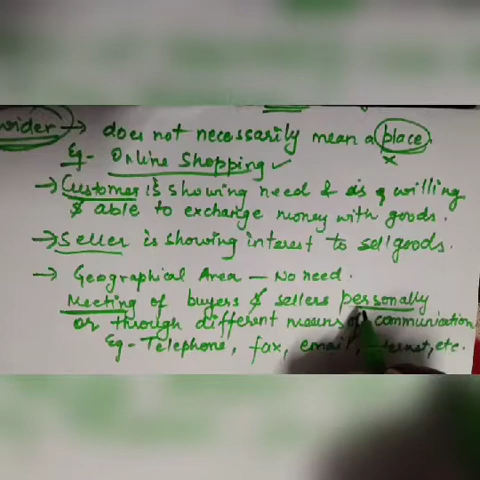 wider → does not necessarily mean a place.
Eg - Online Shopping ✓ ×
→ Customer is showing need & is willing
& able to exchange money with goods.
→ Seller is showing interest to sell goods.
→ Geographical Area — No need.
Meeting of buyers & sellers personally
or through different means of communication
Eg - Telephone, fax, email, internet, etc.